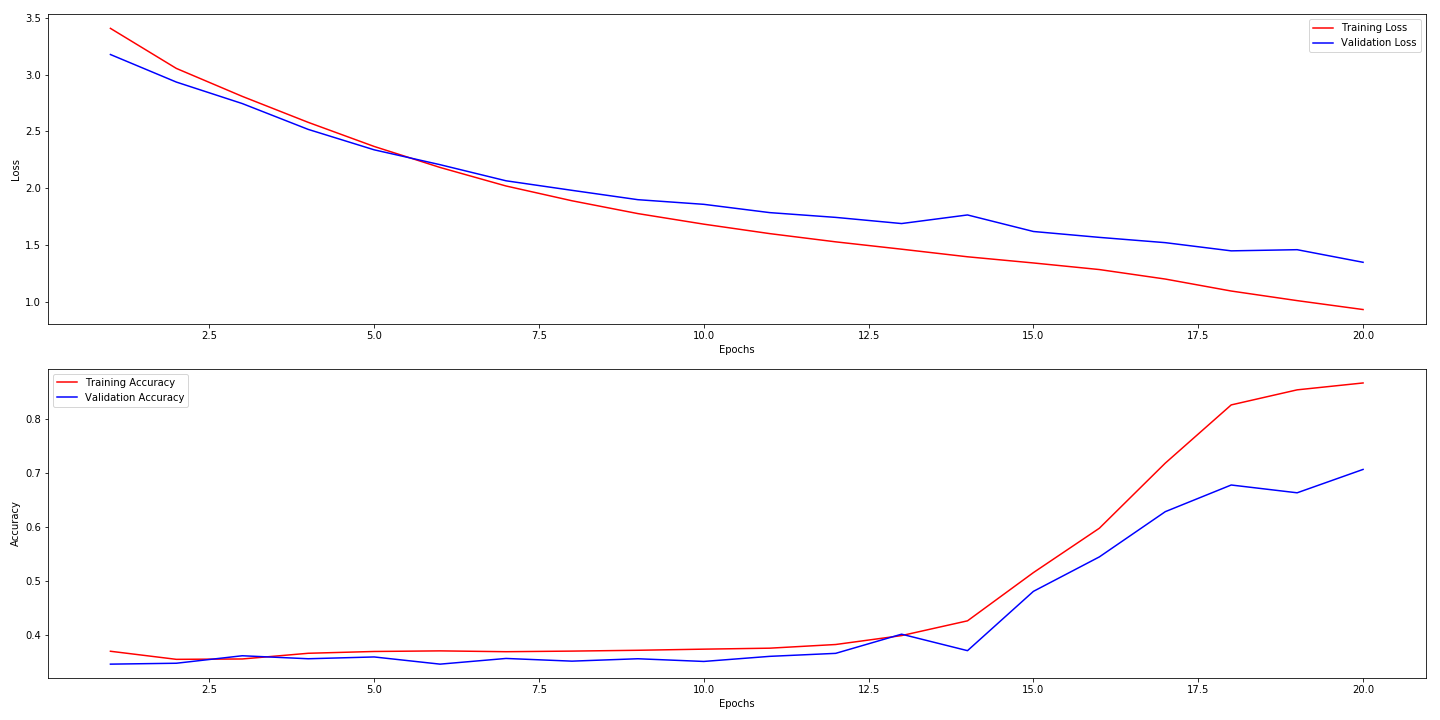 3.5
3.0
2.5
2.0
1.5
1.0
Loss
Training Loss
Validation Loss
2.5 5.0 7.5 10.0 12.5 15.0 17.5 20.0
Epochs
Training Accuracy
Validation Accuracy
0.8
0.7
0.6
0.5
0.4
Accuracy
2.5 5.0 7.5 10.0 12.5 15.0 17.5 20.0
Epochs